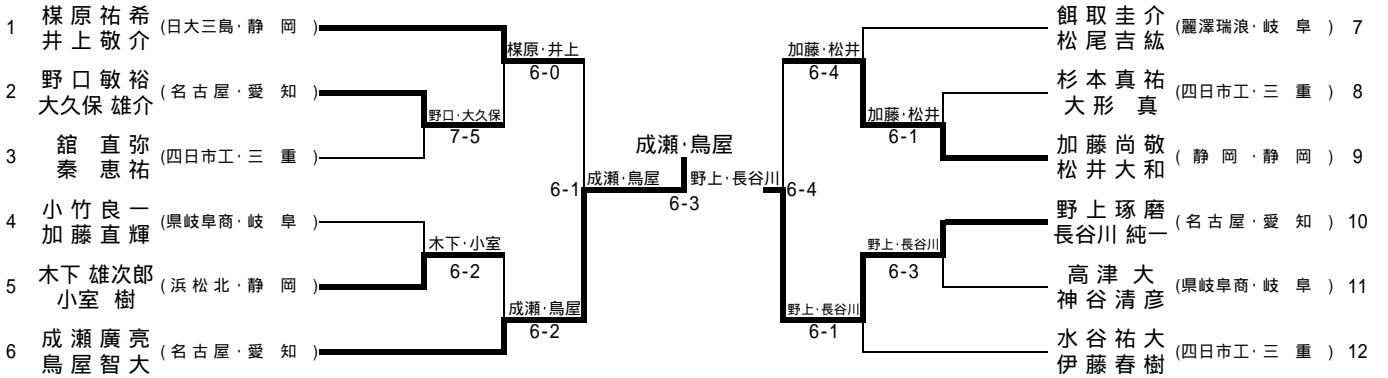 1 楳原祐希 井上敬介 (日大三島・静 岡)
2 野口敏裕 大久保 雄介 (名古屋・愛 知)
3 舘 直弥 秦 恵祐 (四日市工・三 重)
4 小竹良一 加藤直輝 (県岐阜商・岐 阜)
5 木下 雄次郎 小室 樹 (浜松北・静 岡)
6 成瀬廣亮 鳥屋智大 (名古屋・愛 知)
楳原・井上
6-0
野口・大久保
7-5
木下・小室
6-2
成瀬・鳥屋
6-2
6-1
成瀬・鳥屋
成瀬・鳥屋
6-3
野上・長谷川
6-4
加藤・松井
6-4
加藤・松井
6-1
野上・長谷川
6-3
野上・長谷川
6-1
餌取圭介 松尾吉紘 (麗澤瑞浪・岐 阜) 7
杉本真祐 大形 真 (四日市工・三 重) 8
加藤尚敬 松井大和 (静岡・静岡) 9
野上琢磨 長谷川 純一 (名古屋・愛 知) 10
高津 大 神谷清彦 (県岐阜商・岐 阜) 11
水谷祐大 伊藤春樹 (四日市工・三 重) 12